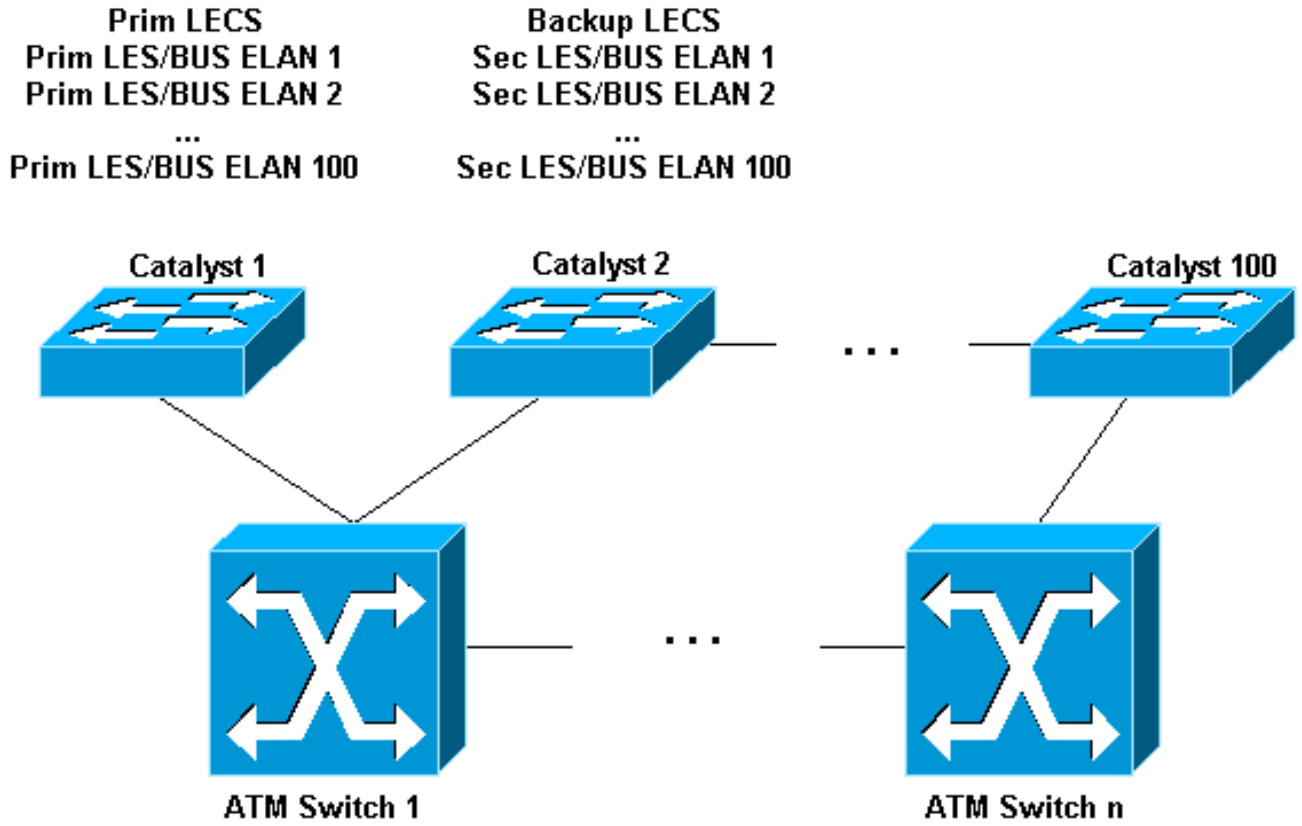 Prim LECS
Prim LES/BUS ELAN 1
Prim LES/BUS ELAN 2
...
Prim LES/BUS ELAN 100
Backup LECS
Sec LES/BUS ELAN 1
Sec LES/BUS ELAN 2
...
Sec LES/BUS ELAN 100
Catalyst 1
Catalyst 2
...
Catalyst 100
...
ATM Switch 1
ATM Switch n